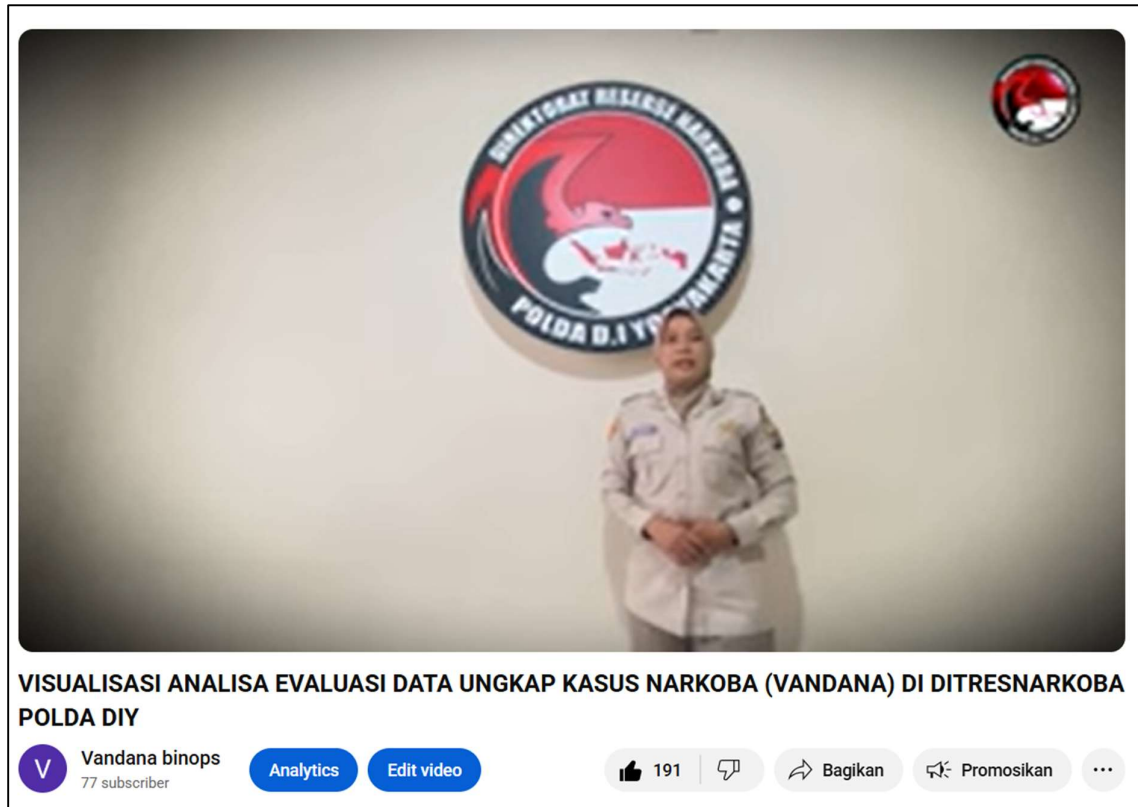 DIREKTORAT RESERSE NARKOBA
POLDA D.I YOGYAKARTA
VISUALISASI ANALISA EVALUASI DATA UNGKAP KASUS NARKOBA (VANDANA) DI DITRESNARKOBA
POLDA DIY
V
Vandana binops
77 subscriber
Analytics
Edit video
191
Bagikan
Promosikan